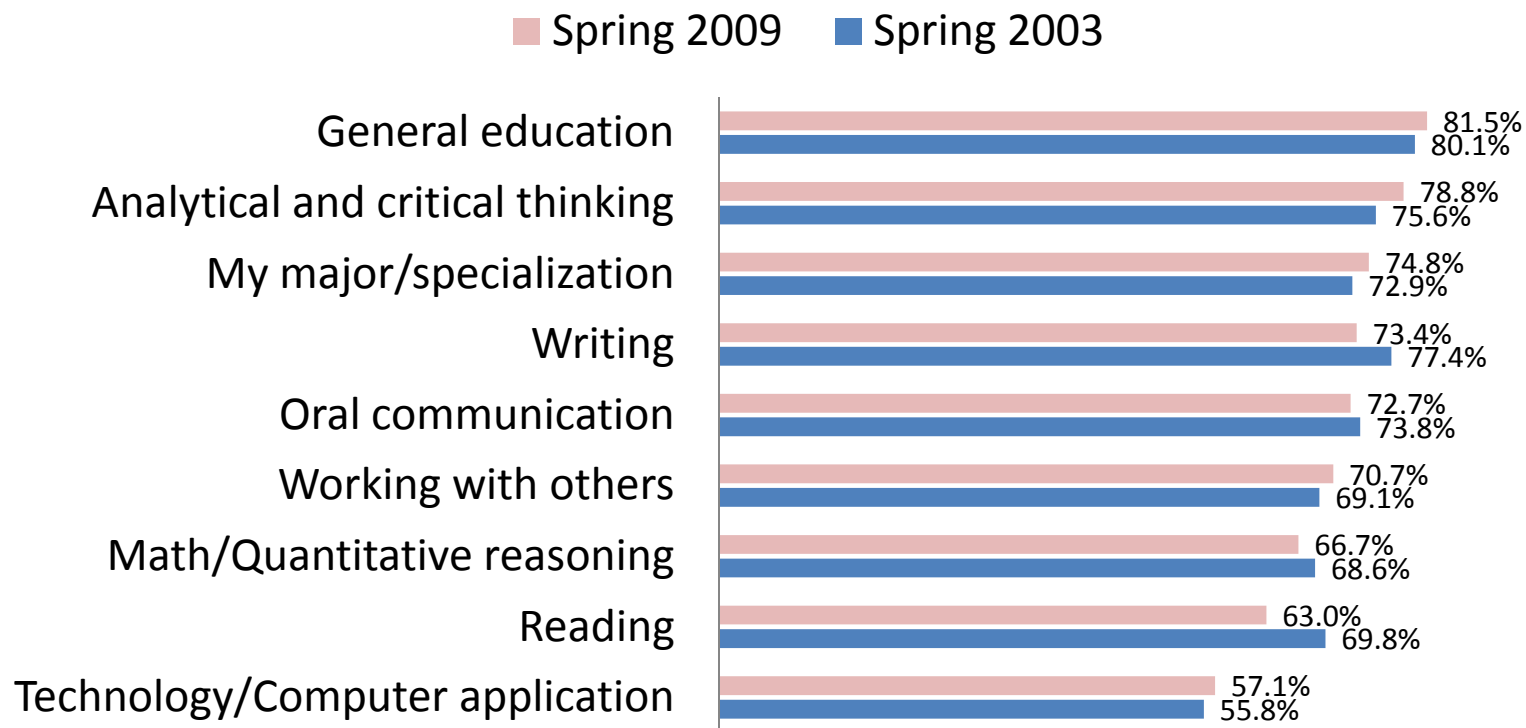 Spring 2009 Spring 2003
General education 81.5%
80.1%
Analytical and critical thinking 78.8%
75.6%
My major/specialization 74.8%
72.9%
Writing 73.4%
77.4%
Oral communication 72.7%
73.8%
Working with others 70.7%
69.1%
Math/Quantitative reasoning 66.7%
68.6%
Reading 63.0%
69.8%
Technology/Computer application 57.1%
55.8%